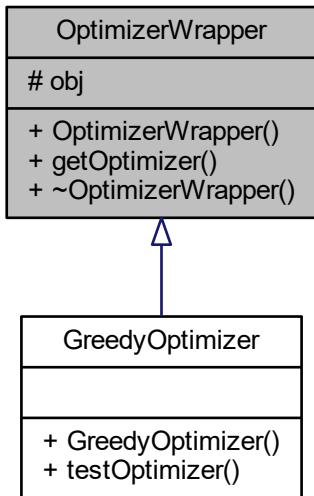 OptimizerWrapper
# obj
+ OptimizerWrapper()
+ getOptimizer()
+ ~OptimizerWrapper()
GreedyOptimizer
+ GreedyOptimizer()
+ testOptimizer()